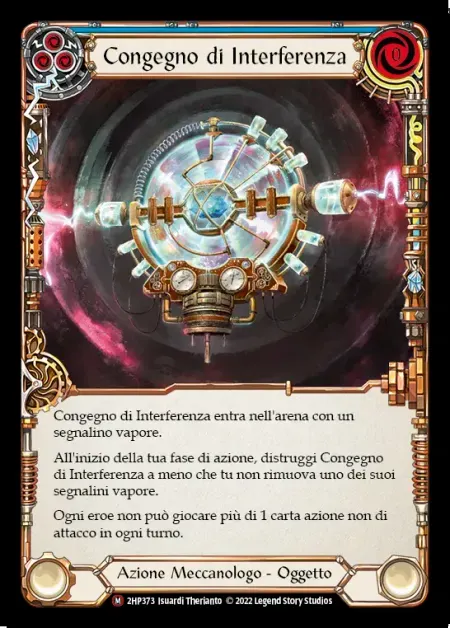 Congegno di Interferenza
0
Congegno di Interferenza entra nell'arena con un
segnalino vapore.
All'inizio della tua fase di azione, distruggi Congegno
di Interferenza a meno che tu non rimuova uno dei suoi
segnalini vapore.
Ogni eroe non può giocare più di 1 carta azione non di
attacco in ogni turno.
Azione Meccanologo - Oggetto
M 2HP373 Isuardi Therianto © 2022 Legend Story Studios